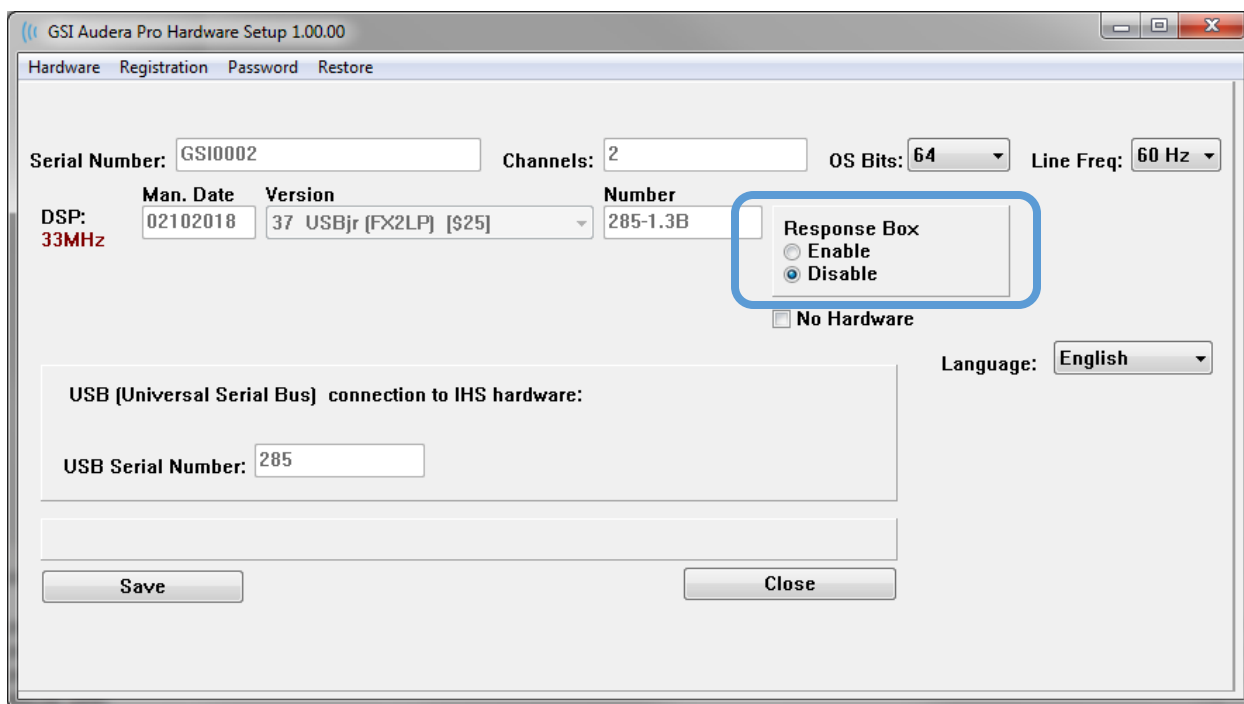 GSI Audera Pro Hardware Setup 1.00.00
Hardware Registration Password Restore
Serial Number: GSI0002 Channels: 2 OS Bits: 64 Line Freq: 60 Hz
Man. Date Version Number
DSP: 02102018 37 USBjr (FX2LP) [$25] 285-1.3B
33MHz
Response Box
Enable
Disable
No Hardware
Language: English
USB (Universal Serial Bus) connection to IHS hardware:
USB Serial Number: 285
Save Close